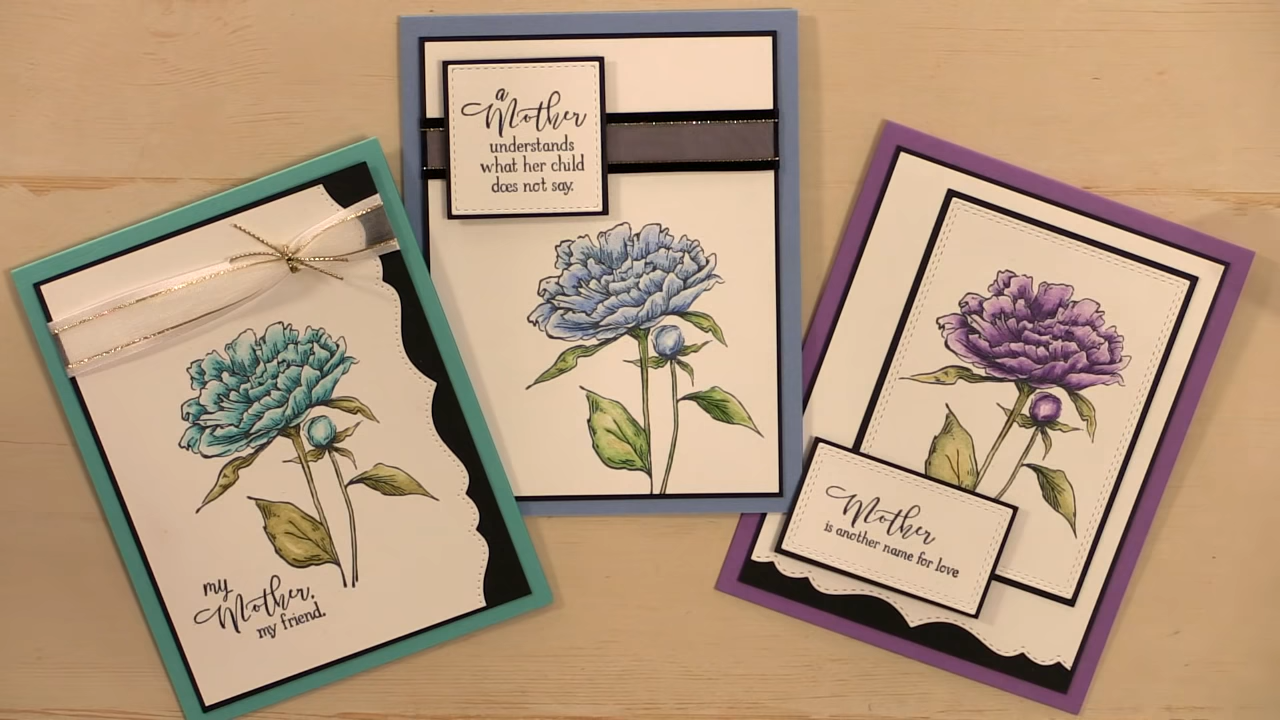 my
Mother,
my friend.
a
Mother
understands
what her child
does not say.
Mother
is another name for love